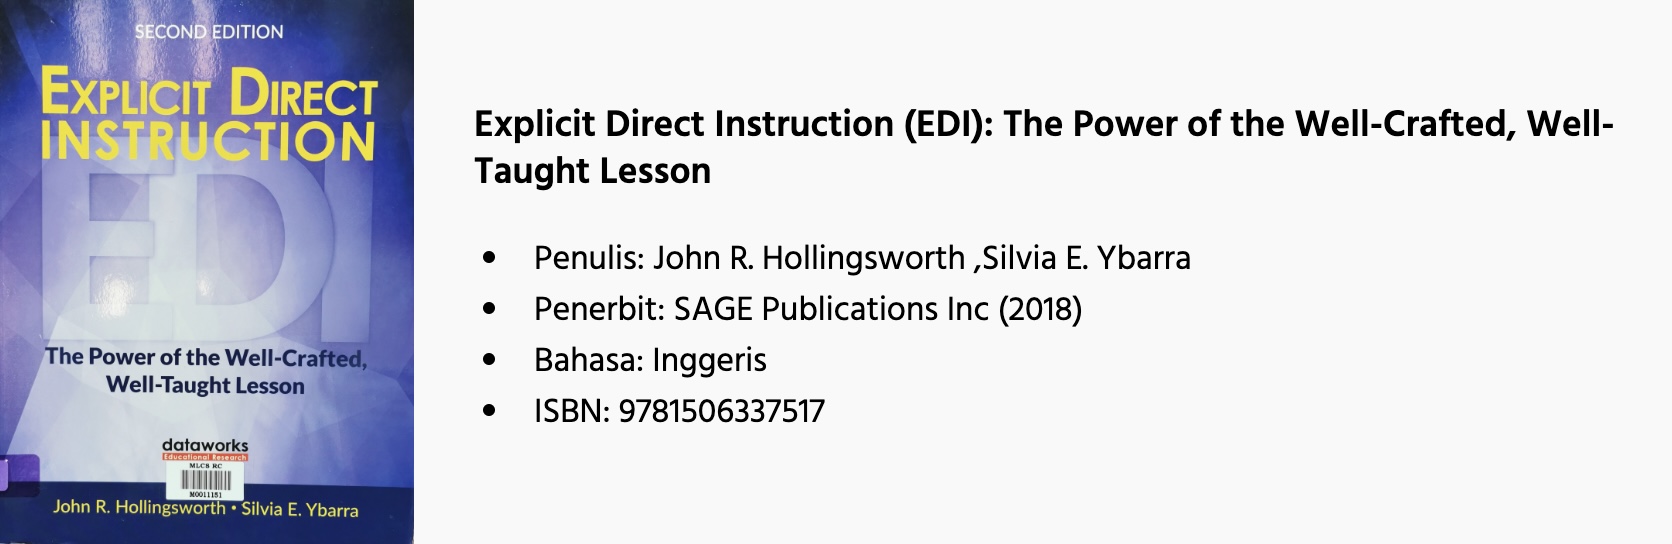 SECOND EDITION
EXPLICIT DIRECT
INSTRUCTION
EDI
The Power of the Well-Crafted,
Well-Taught Lesson
dataworks
Educational Research
MLCS RC
M0011151
John R. Hollingsworth • Silvia E. Ybarra
Explicit Direct Instruction (EDI): The Power of the Well-Crafted, Well-
Taught Lesson
• Penulis: John R. Hollingsworth ,Silvia E. Ybarra
• Penerbit: SAGE Publications Inc (2018)
• Bahasa: Inggeris
• ISBN: 9781506337517